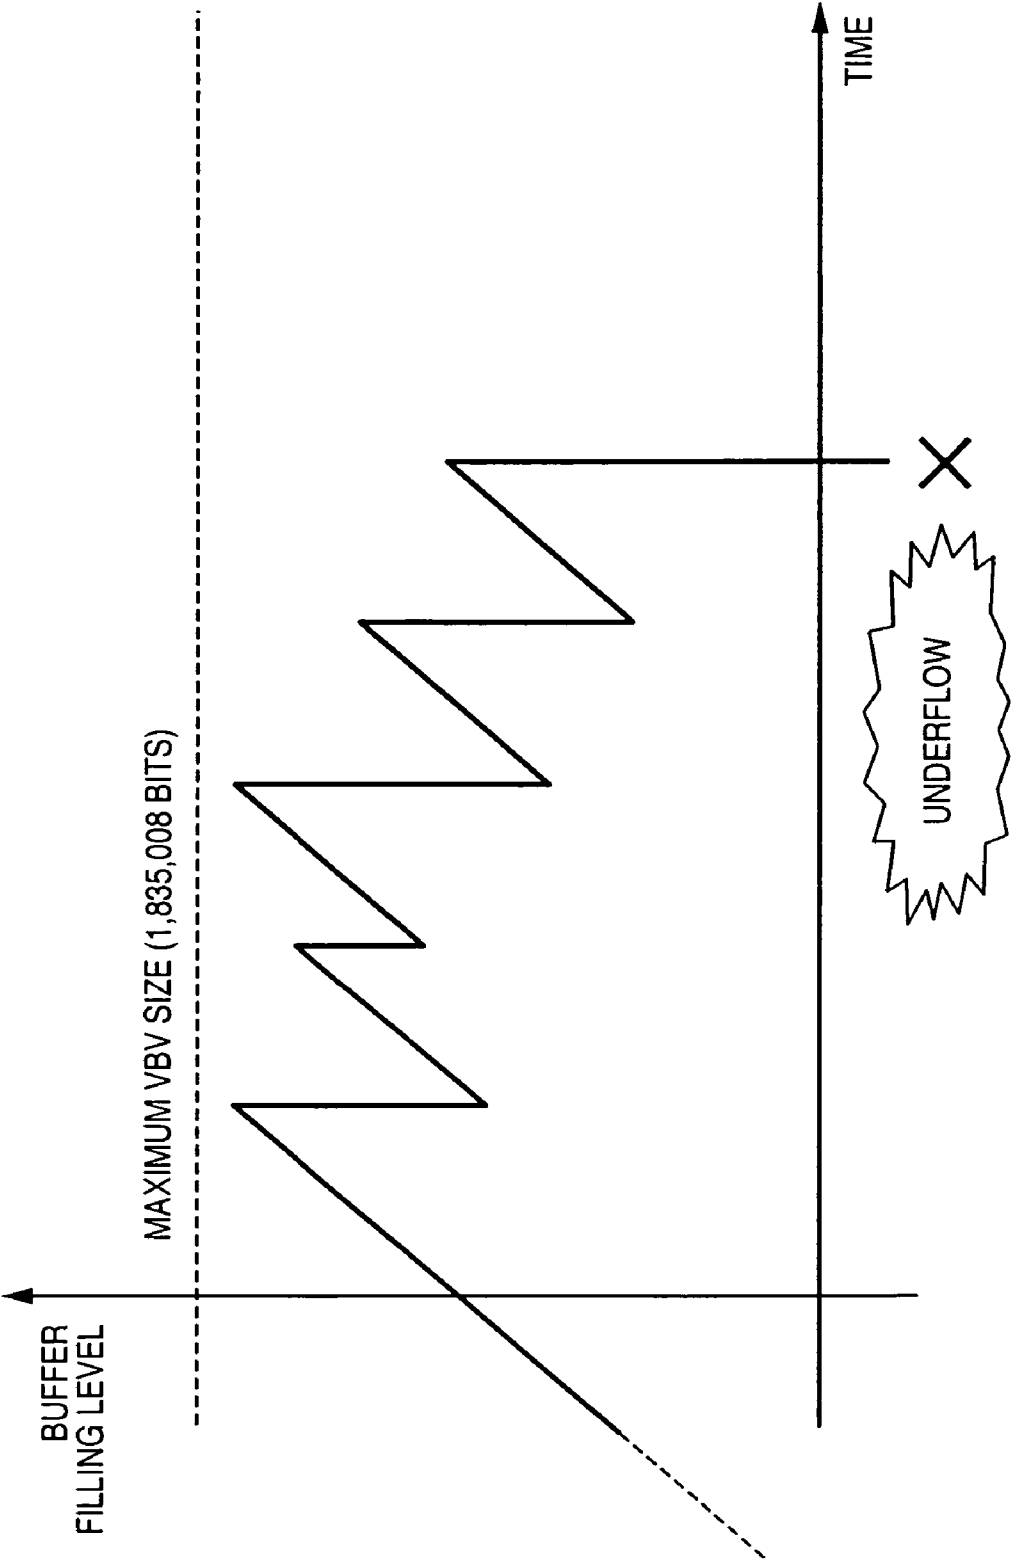 BUFFER
FILLING LEVEL
MAXIMUM VBV SIZE (1,835,008 BITS)
TIME
UNDERFLOW